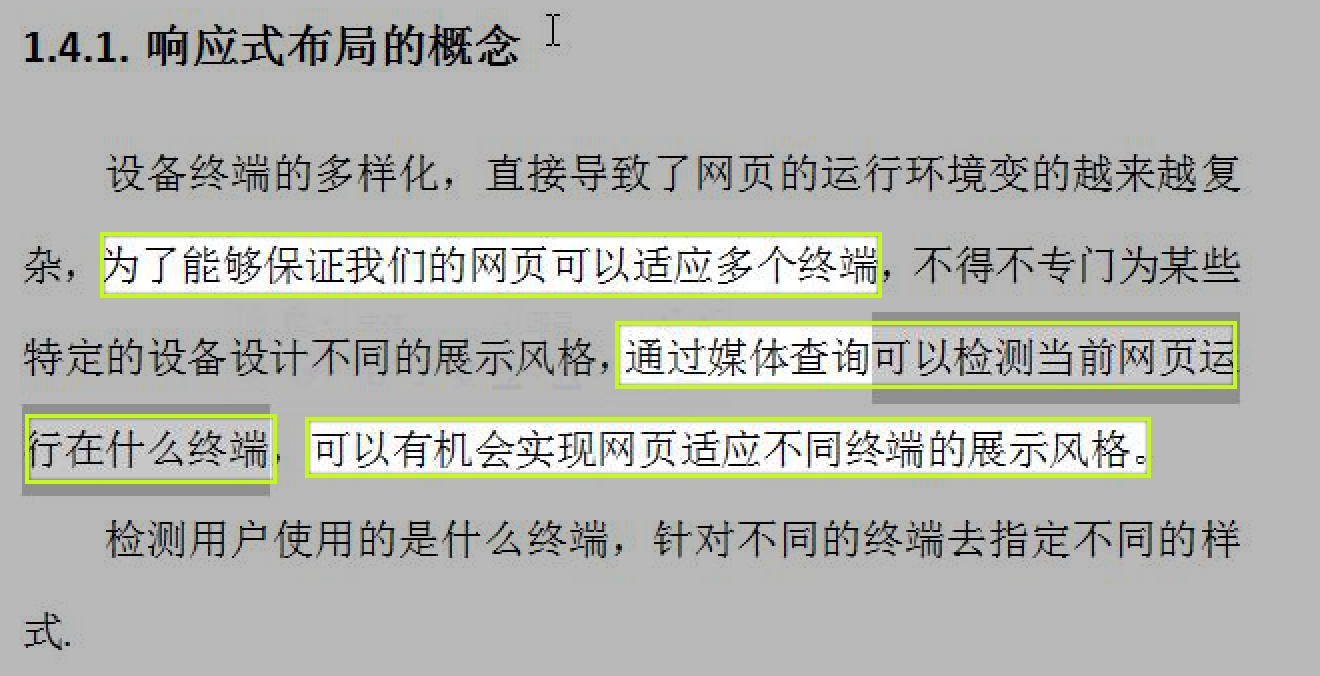 1.4.1. 响应式布局的概念
设备终端的多样化，直接导致了网页的运行环境变的越来越复
杂，为了能够保证我们的网页可以适应多个终端，不得不专门为某些
特定的设备设计不同的展示风格，通过媒体查询可以检测当前网页运
行在什么终端，可以有机会实现网页适应不同终端的展示风格。
检测用户使用的是什么终端，针对不同的终端去指定不同的样
式.